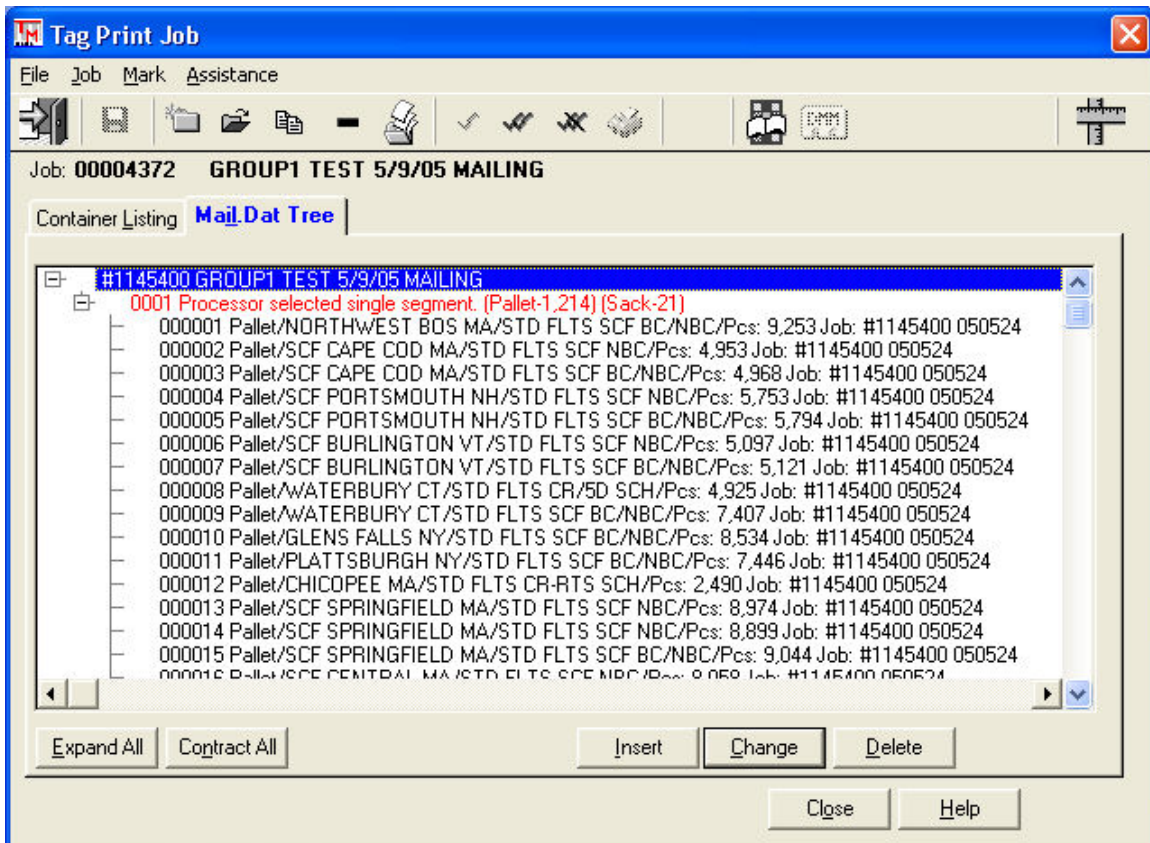 Tag Print Job
File Job Mark Assistance
DMM
Job: 00004372 GROUP1 TEST 5/9/05 MAILING
Container Listing Mail.Dat Tree
#1145400 GROUP1 TEST 5/9/05 MAILING
0001 Processor selected single segment. (Pallet-1,214) (Sack-21)
000001 Pallet/NORTHWEST BOS MA/STD FLTS SCF BC/NBC/Pcs: 9,253 Job: #1145400 050524
000002 Pallet/SCF CAPE COD MA/STD FLTS SCF NBC/Pcs: 4,953 Job: #1145400 050524
000003 Pallet/SCF CAPE COD MA/STD FLTS SCF BC/NBC/Pcs: 4,968 Job: #1145400 050524
000004 Pallet/SCF PORTSMOUTH NH/STD FLTS SCF NBC/Pcs: 5,753 Job: #1145400 050524
000005 Pallet/SCF PORTSMOUTH NH/STD FLTS SCF BC/NBC/Pcs: 5,794 Job: #1145400 050524
000006 Pallet/SCF BURLINGTON VT/STD FLTS SCF NBC/Pcs: 5,097 Job: #1145400 050524
000007 Pallet/SCF BURLINGTON VT/STD FLTS SCF BC/NBC/Pcs: 5,121 Job: #1145400 050524
000008 Pallet/WATERBURY CT/STD FLTS CR/5D SCH/Pcs: 4,925 Job: #1145400 050524
000009 Pallet/WATERBURY CT/STD FLTS SCF BC/NBC/Pcs: 7,407 Job: #1145400 050524
000010 Pallet/GLENS FALLS NY/STD FLTS SCF BC/NBC/Pcs: 8,534 Job: #1145400 050524
000011 Pallet/PLATTSBURGH NY/STD FLTS SCF BC/NBC/Pcs: 7,446 Job: #1145400 050524
000012 Pallet/CHICOPEE MA/STD FLTS CR-RTS SCH/Pcs: 2,490 Job: #1145400 050524
000013 Pallet/SCF SPRINGFIELD MA/STD FLTS SCF NBC/Pcs: 8,974 Job: #1145400 050524
000014 Pallet/SCF SPRINGFIELD MA/STD FLTS SCF NBC/Pcs: 8,899 Job: #1145400 050524
000015 Pallet/SCF SPRINGFIELD MA/STD FLTS SCF BC/NBC/Pcs: 9,044 Job: #1145400 050524
000016 Pallet/SCF CENTRAL MA/STD FLTS SCF NBC/Pcs: Job: #1145400 050524
Expand All Contract All Insert Change Delete
Close Help